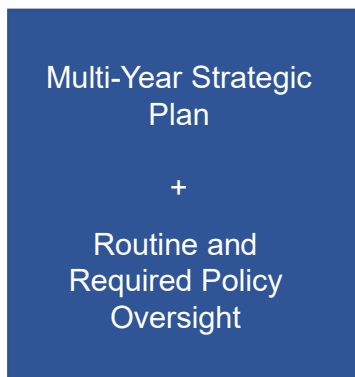 Multi-Year Strategic
Plan
+
Routine and
Required Policy
Oversight